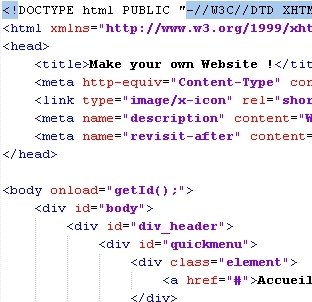 <!DOCTYPE html PUBLIC "-//W3C//DTD XHTM
<html xmlns="http://www.w3.org/1999/xht
<head>
<title>Make your own Website !</tit
<meta http-equiv="Content-Type" con
<link type="image/x-icon" rel="shor
<meta name="description" content="W
<meta name="revisit-after" content=
</head>
<body onload="getId();">
<div id="body">
<div id="div_header">
<div id="quickmenu">
<div class="element">
<a href="#">Accueil
</div>